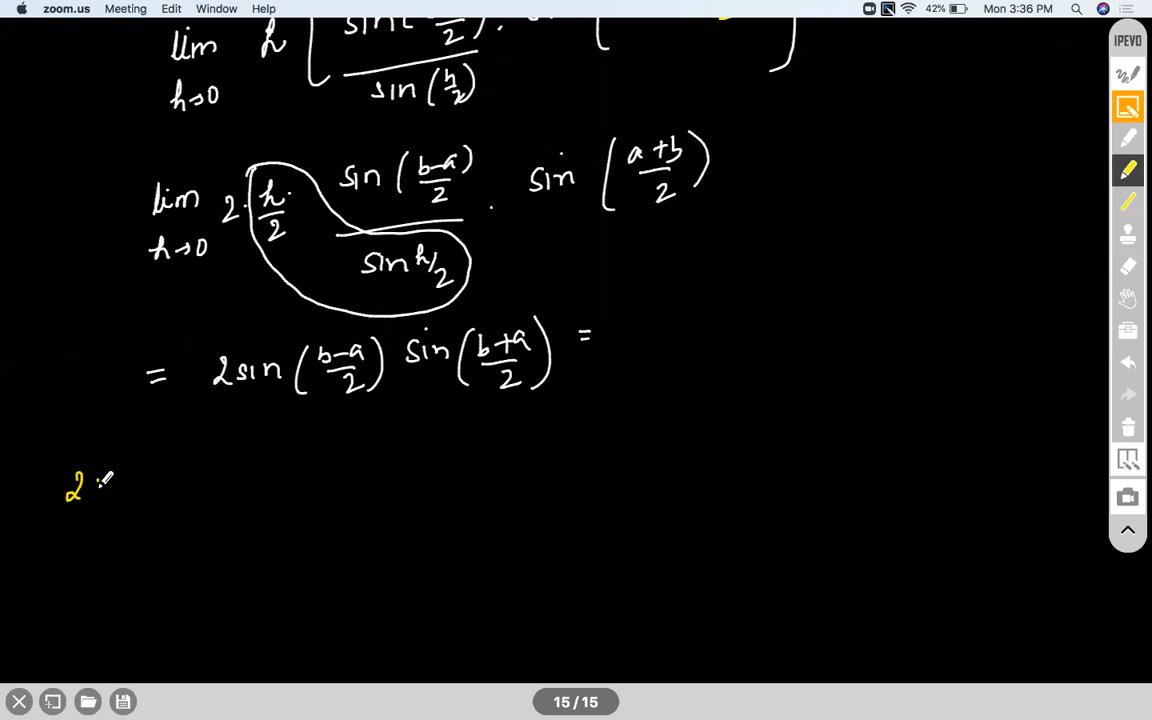 zoom.us Meeting Edit Window Help 42% Mon 3:36 PM
IPEVO
lim h→0 h [ sin( /2) . / sin(h/2)
lim h→0 2 . h/2 . sin(b-a/2) / sin h/2 . sin(a+b/2)
= 2sin(b-a/2) sin(b+a/2) =
2
15 / 15